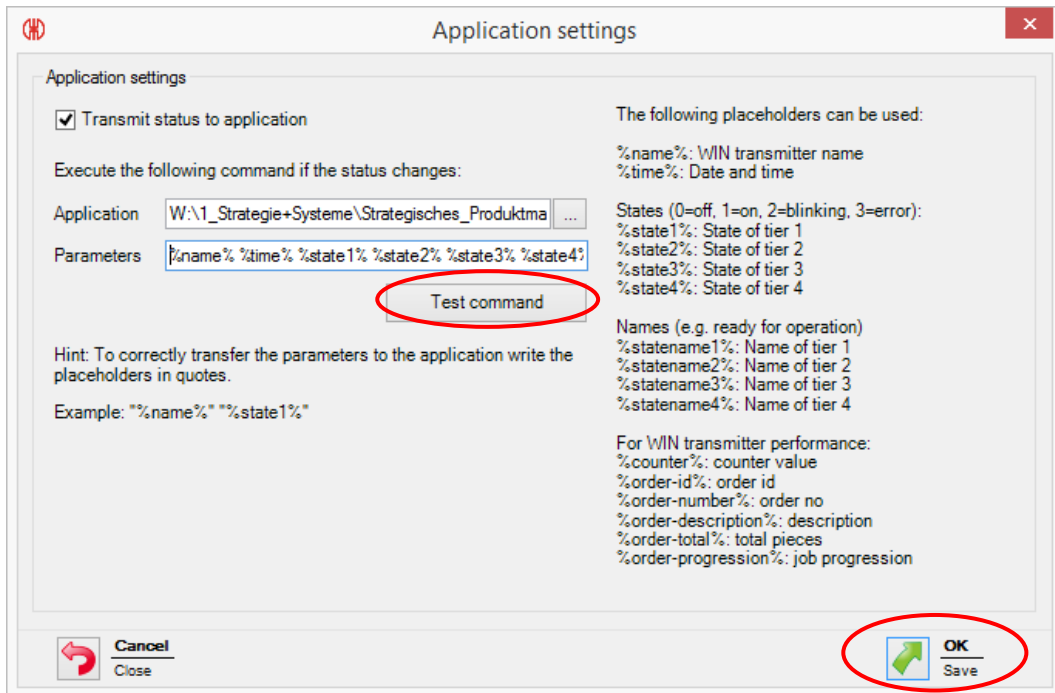 Application settings
Application settings
Transmit status to application
Execute the following command if the status changes:
Application W:\1_Strategie+Systeme\Strategisches_Produktma ...
Parameters %name% %time% %state1% %state2% %state3% %state4%
Test command
Hint: To correctly transfer the parameters to the application write the
placeholders in quotes.
Example: "%name%" "%state1%"
The following placeholders can be used:
%name%: WIN transmitter name
%time%: Date and time
States (0=off, 1=on, 2=blinking, 3=error):
%state1%: State of tier 1
%state2%: State of tier 2
%state3%: State of tier 3
%state4%: State of tier 4
Names (e.g. ready for operation)
%statename1%: Name of tier 1
%statename2%: Name of tier 2
%statename3%: Name of tier 3
%statename4%: Name of tier 4
For WIN transmitter performance:
%counter%: counter value
%order-id%: order id
%order-number%: order no
%order-description%: description
%order-total%: total pieces
%order-progression%: job progression
Cancel
Close
OK
Save